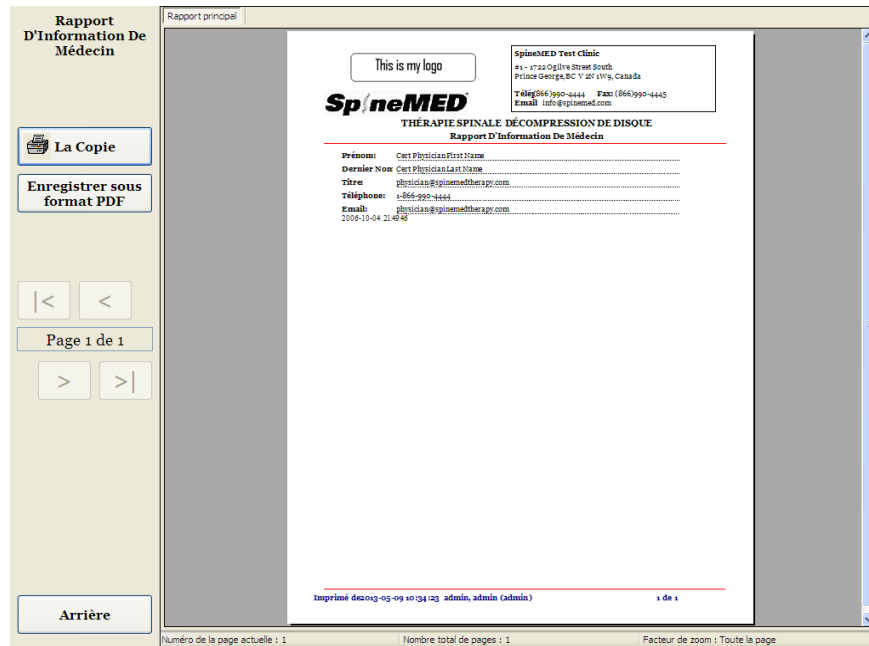 Rapport
D'Information De
Médecin
La Copie
Enregistrer sous
format PDF
|<
<
Page 1 de 1
>
>|
Arrière
Rapport principal
This is my logo
SpineMED
SpineMED Test Clinic
#1 - 1722 Ogilve Street South
Prince George, BC V 2N 1W9, Canada
Télé(866)990-4444 Fax: (866)990-4445
Email info@spinemed.com
THÉRAPIE SPINALE DÉCOMPRESSION DE DISQUE
Rapport D'Information De Médecin
Prénom: Cert Physician First Name
Dernier Nom Cert Physician Last Name
Titre: physician@spinemedtherapy.com
Téléphone: 1-866-990-4444
Email: physician@spinemedtherapy.com
2006-10-04 21:49:46
Imprimé de2013-05-09 10:34:23 admin, admin (admin) 1 de 1
Numéro de la page actuelle : 1 Nombre total de pages : 1 Facteur de zoom : Toute la page